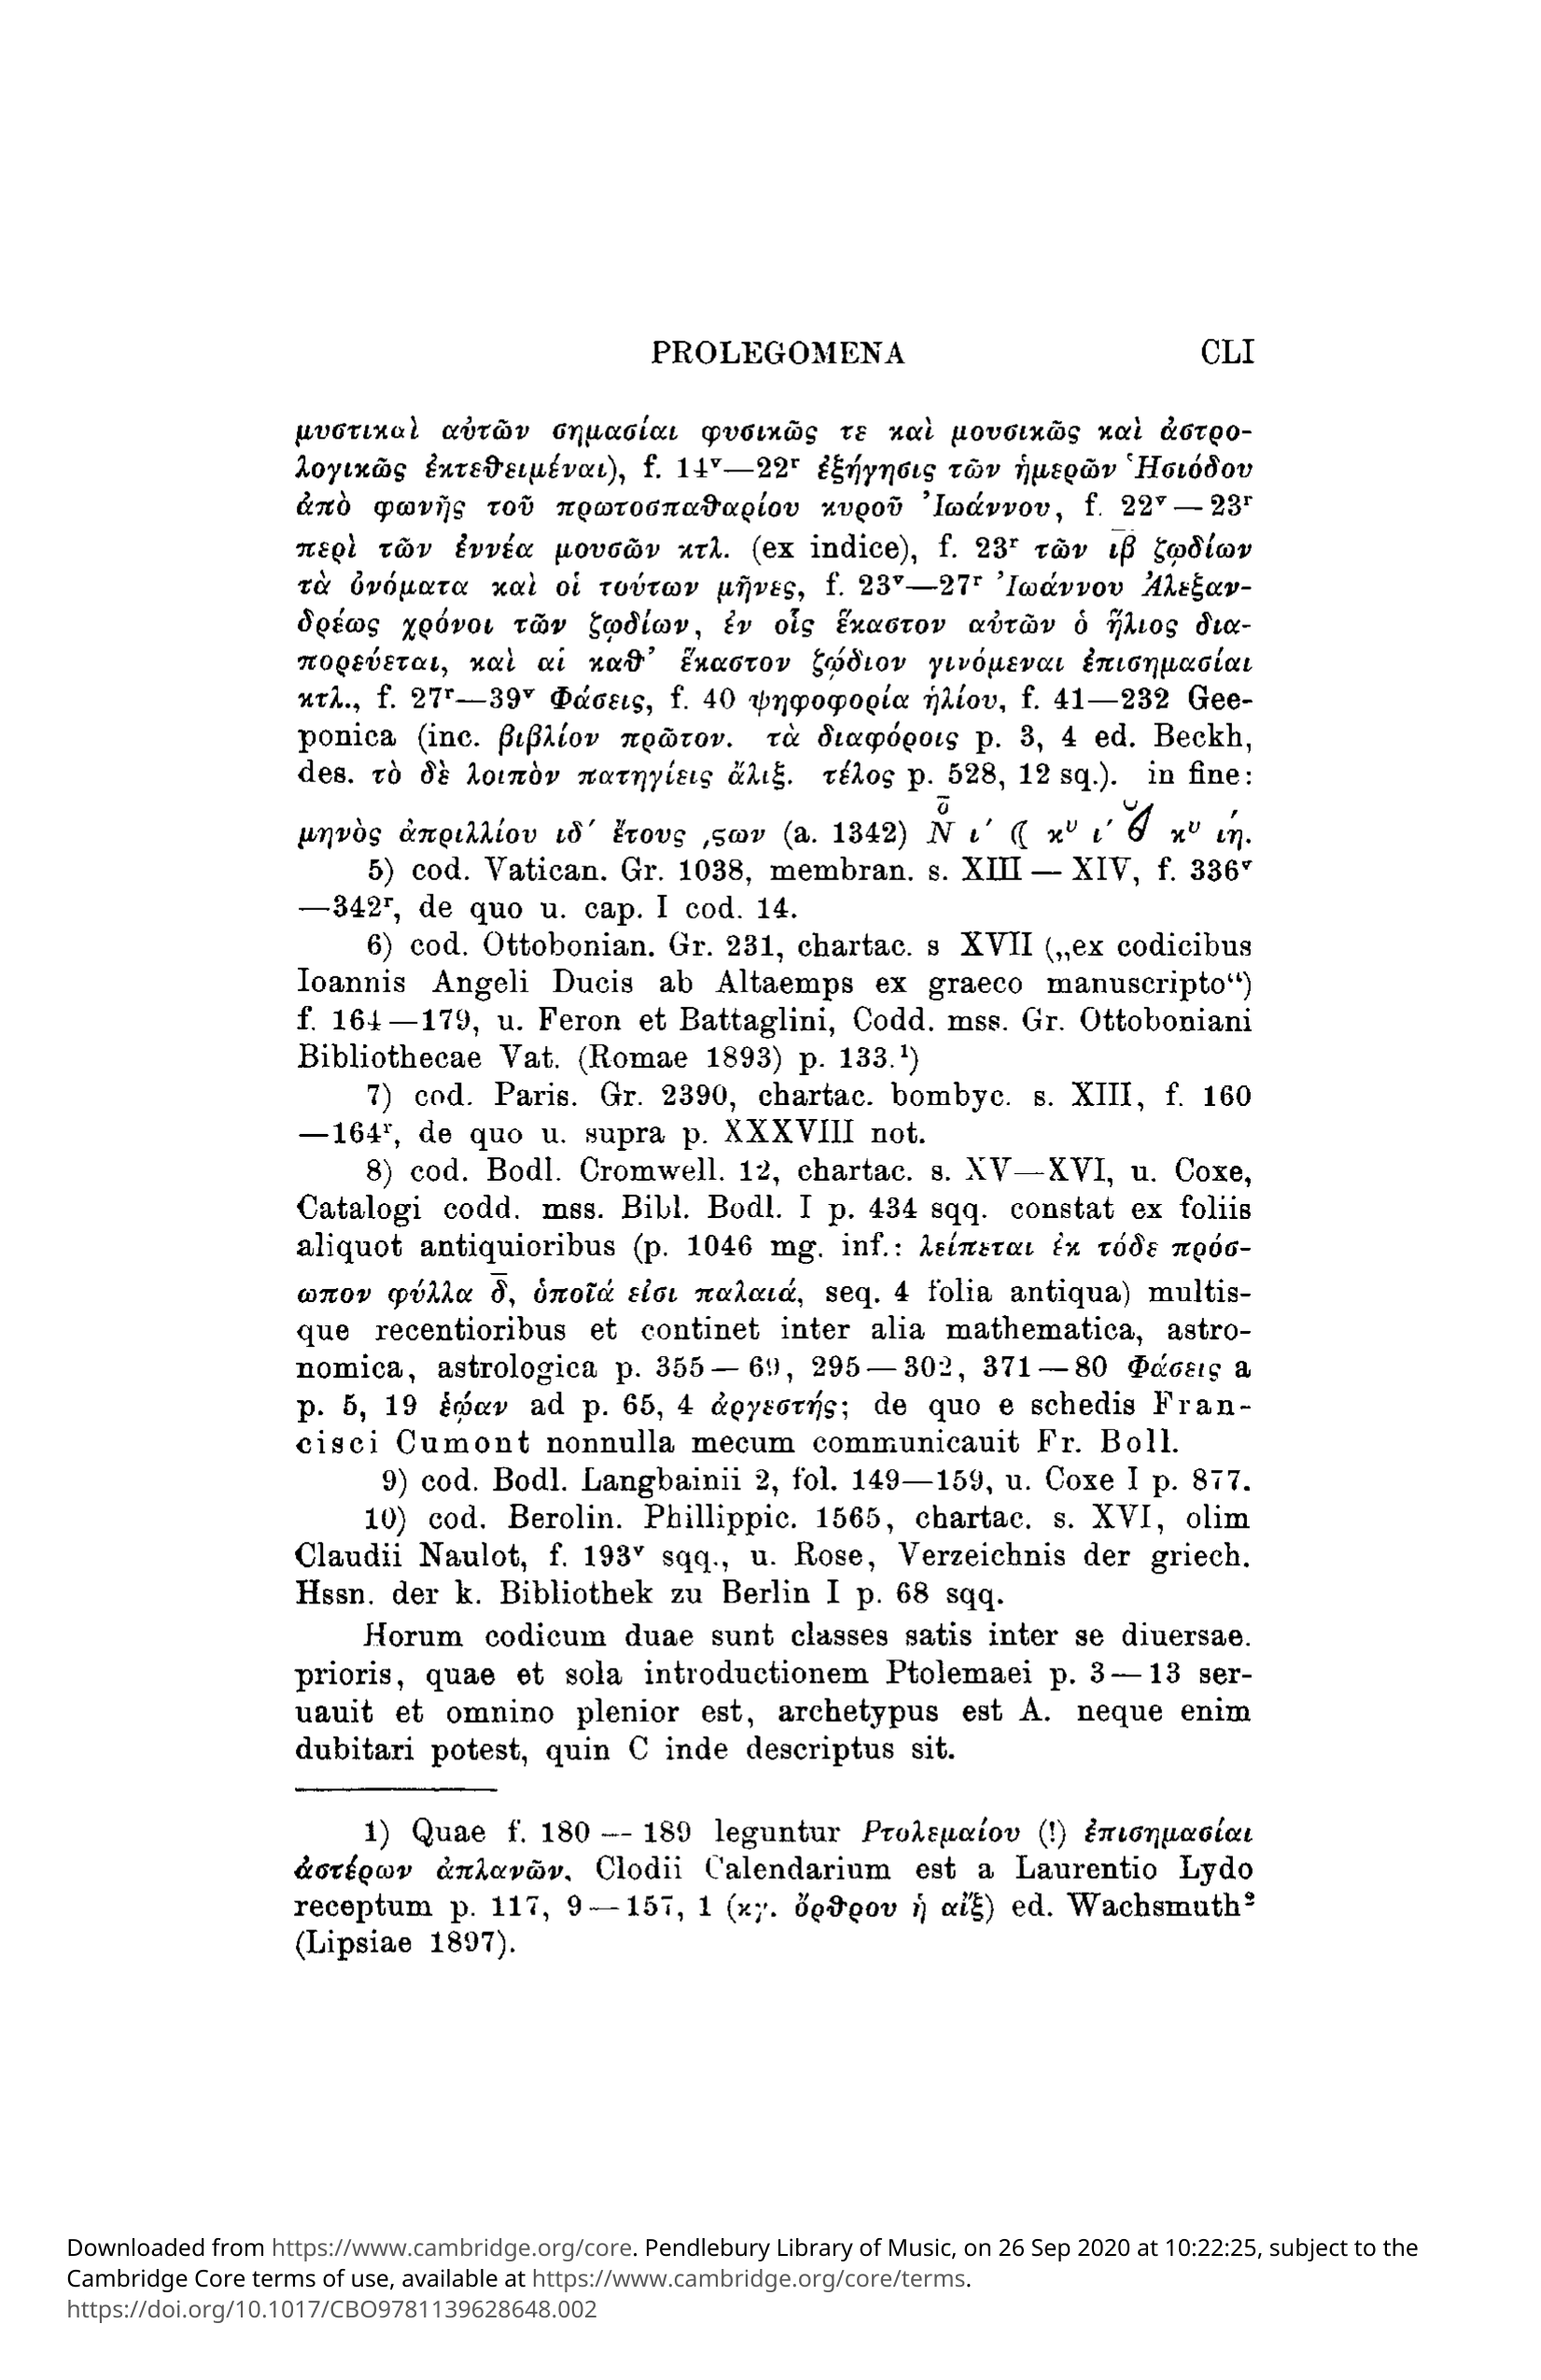 PROLEGOMENA CLI
μυστικαὶ αὐτῶν σημασίαι φυσικῶς τε καὶ μουσικῶς καὶ ἀστρο-
λογικῶς ἐκτεθειμέναι), f. 14ᵛ—22ʳ ἐξήγησις τῶν ἡμερῶν Ἡσιόδου
ἀπὸ φωνῆς τοῦ πρωτοσπαθαρίου κυροῦ Ἰωάννου, f. 22ᵛ—23ʳ
περὶ τῶν ἐννέα μουσῶν κτλ. (ex indice), f. 23ʳ τῶν ι̅β̅ ζῳδίων
τὰ ὀνόματα καὶ οἱ τούτων μῆνες, f. 23ᵛ—27ʳ Ἰωάννου Ἀλεξαν-
δρέως χρόνοι τῶν ζῳδίων, ἐν οἷς ἕκαστον αὐτῶν ὁ ἥλιος δια-
πορεύεται, καὶ αἱ καθ’ ἕκαστον ζῴδιον γινόμεναι ἐπισημασίαι
κτλ., f. 27ʳ—39ᵛ Φάσεις, f. 40 ψηφοφορία ἡλίου, f. 41—232 Gee-
ponica (inc. βιβλίον πρῶτον. τὰ διαφόροις p. 3, 4 ed. Beckh,
des. τὸ δὲ λοιπὸν πατηγίεις ἅλιξ. τέλος p. 528, 12 sq.). in fine:
μηνὸς ἀπριλλίου ιδ′ ἔτους ͵ςων (a. 1342) Ν ι′ ☾ κᵘ ι′ κᵘ ιη.
5) cod. Vatican. Gr. 1038, membran. s. XIII—XIV, f. 336ᵛ
—342ʳ, de quo u. cap. I cod. 14.
6) cod. Ottobonian. Gr. 231, chartac. s XVII („ex codicibus
Ioannis Angeli Ducis ab Altaemps ex graeco manuscripto“)
f. 164—179, u. Feron et Battaglini, Codd. mss. Gr. Ottoboniani
Bibliothecae Vat. (Romae 1893) p. 133.¹)
7) cod. Paris. Gr. 2390, chartac. bombyc. s. XIII, f. 160
—164ʳ, de quo u. supra p. XXXVIII not.
8) cod. Bodl. Cromwell. 12, chartac. s. XV—XVI, u. Coxe,
Catalogi codd. mss. Bibl. Bodl. I p. 434 sqq. constat ex foliis
aliquot antiquioribus (p. 1046 mg. inf.: λείπεται ἐκ τόδε πρόσ-
ωπον φύλλα δ̅, ὁποῖά εἰσι παλαιά, seq. 4 folia antiqua) multis-
que recentioribus et continet inter alia mathematica, astro-
nomica, astrologica p. 355—69, 295—302, 371—80 Φάσεις a
p. 5, 19 ἑῴαν ad p. 65, 4 ἀργεστής; de quo e schedis Fran-
cisci Cumont nonnulla mecum communicauit Fr. Boll.
9) cod. Bodl. Langbainii 2, fol. 149—159, u. Coxe I p. 877.
10) cod. Berolin. Phillippic. 1565, chartac. s. XVI, olim
Claudii Naulot, f. 193ᵛ sqq., u. Rose, Verzeichnis der griech.
Hssn. der k. Bibliothek zu Berlin I p. 68 sqq.
Horum codicum duae sunt classes satis inter se diuersae.
prioris, quae et sola introductionem Ptolemaei p. 3—13 ser-
uauit et omnino plenior est, archetypus est A. neque enim
dubitari potest, quin C inde descriptus sit.
1) Quae f. 180—189 leguntur Πτολεμαίου (!) ἐπισημασίαι
ἀστέρων ἀπλανῶν, Clodii Calendarium est a Laurentio Lydo
receptum p. 117, 9—157, 1 (κγ. ὄρθρου ἡ αἴξ) ed. Wachsmuth²
(Lipsiae 1897).
Downloaded from https://www.cambridge.org/core. Pendlebury Library of Music, on 26 Sep 2020 at 10:22:25, subject to the
Cambridge Core terms of use, available at https://www.cambridge.org/core/terms.
https://doi.org/10.1017/CBO9781139628648.002